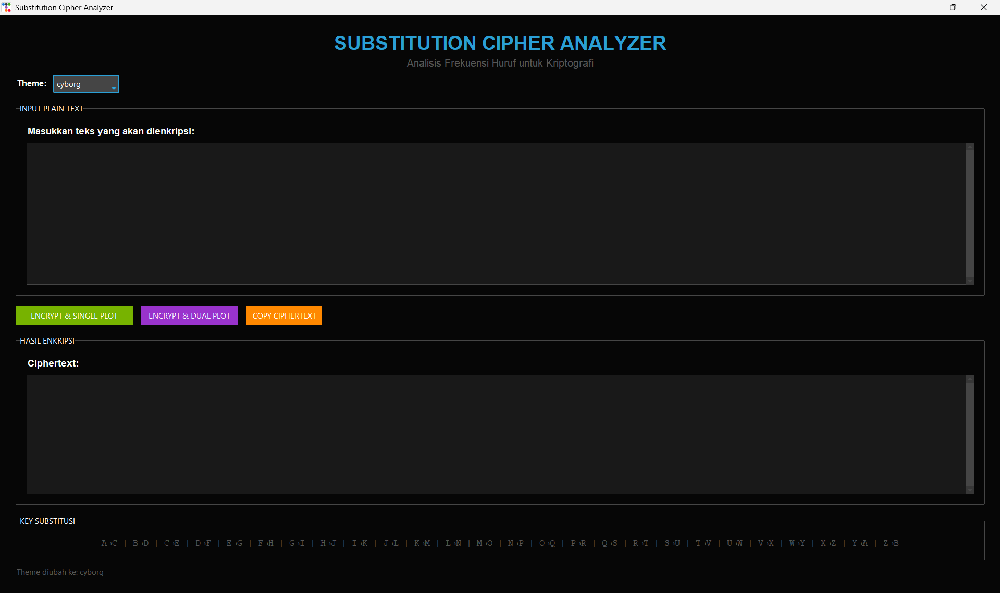 Substitution Cipher Analyzer
SUBSTITUTION CIPHER ANALYZER
Analisis Frekuensi Huruf untuk Kriptografi
Theme: cyborg
INPUT PLAIN TEXT
Masukkan teks yang akan dienkripsi:
ENCRYPT & SINGLE PLOT ENCRYPT & DUAL PLOT COPY CIPHERTEXT
HASIL ENKRIPSI
Ciphertext:
KEY SUBSTITUSI
A→C | B→D | C→E | D→F | E→G | F→H | G→I | H→J | I→K | J→L | K→M | L→N | M→O | N→P | O→Q | P→R | Q→S | R→T | S→U | T→V | U→W | V→X | W→Y | X→Z | Y→A | Z→B
Theme diubah ke: cyborg